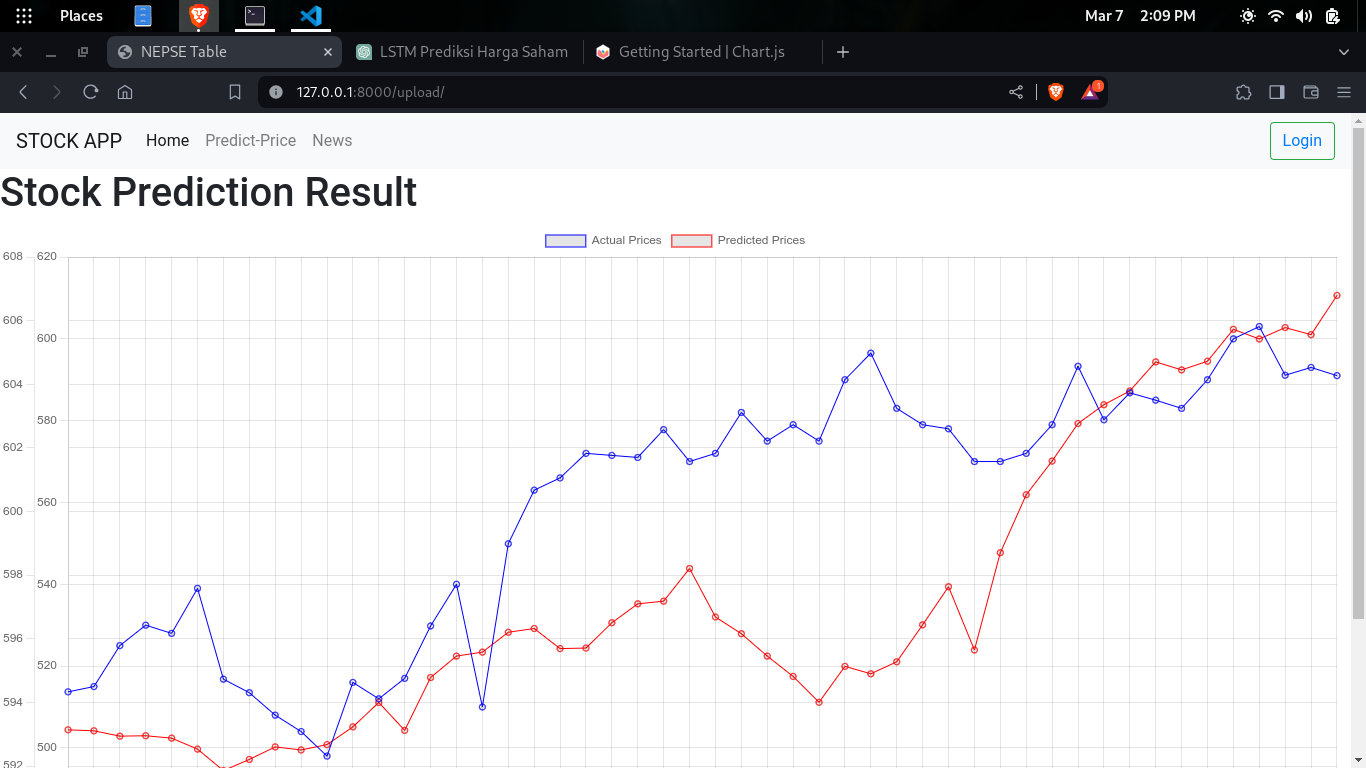 Places Mar 7 2:09 PM
NEPSE Table LSTM Prediksi Harga Saham Getting Started | Chart.js
127.0.0.1:8000/upload/ 1
STOCK APP Home Predict-Price News Login
Stock Prediction Result
Actual Prices Predicted Prices
608 620
606
600
604
580
602
560
600
598
540
596
520
594
500
592